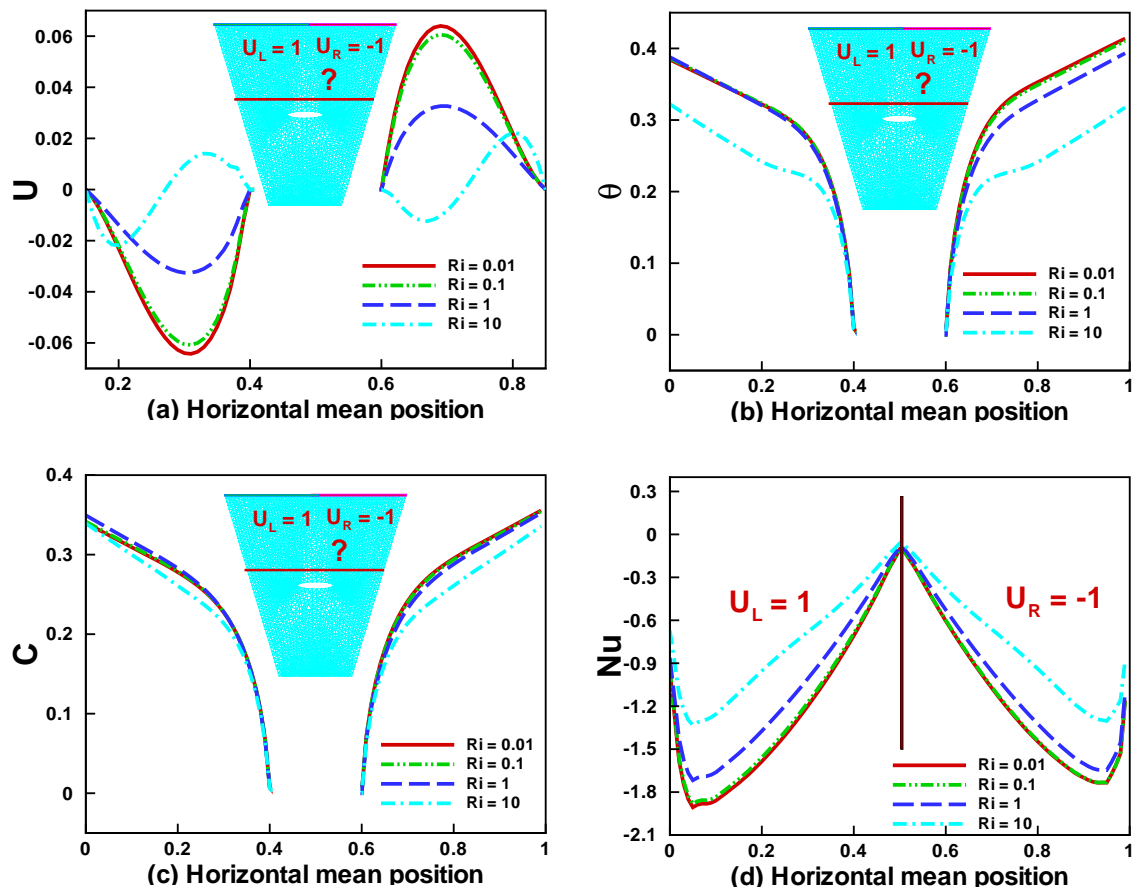 0.06
0.04
0.02
0
-0.02
-0.04
-0.06
U
U_L = 1 U_R = -1
?
Ri = 0.01
Ri = 0.1
Ri = 1
Ri = 10
0.2 0.4 0.6 0.8
(a) Horizontal mean position
0.4
0.3
0.2
0.1
0
θ
U_L = 1 U_R = -1
?
Ri = 0.01
Ri = 0.1
Ri = 1
Ri = 10
0 0.2 0.4 0.6 0.8 1
(b) Horizontal mean position
0.4
0.3
0.2
0.1
0
C
U_L = 1 U_R = -1
?
Ri = 0.01
Ri = 0.1
Ri = 1
Ri = 10
0 0.2 0.4 0.6 0.8 1
(c) Horizontal mean position
0.3
0
-0.3
-0.6
-0.9
-1.2
-1.5
-1.8
-2.1
Nu
U_L = 1 U_R = -1
Ri = 0.01
Ri = 0.1
Ri = 1
Ri = 10
0 0.2 0.4 0.6 0.8 1
(d) Horizontal mean position